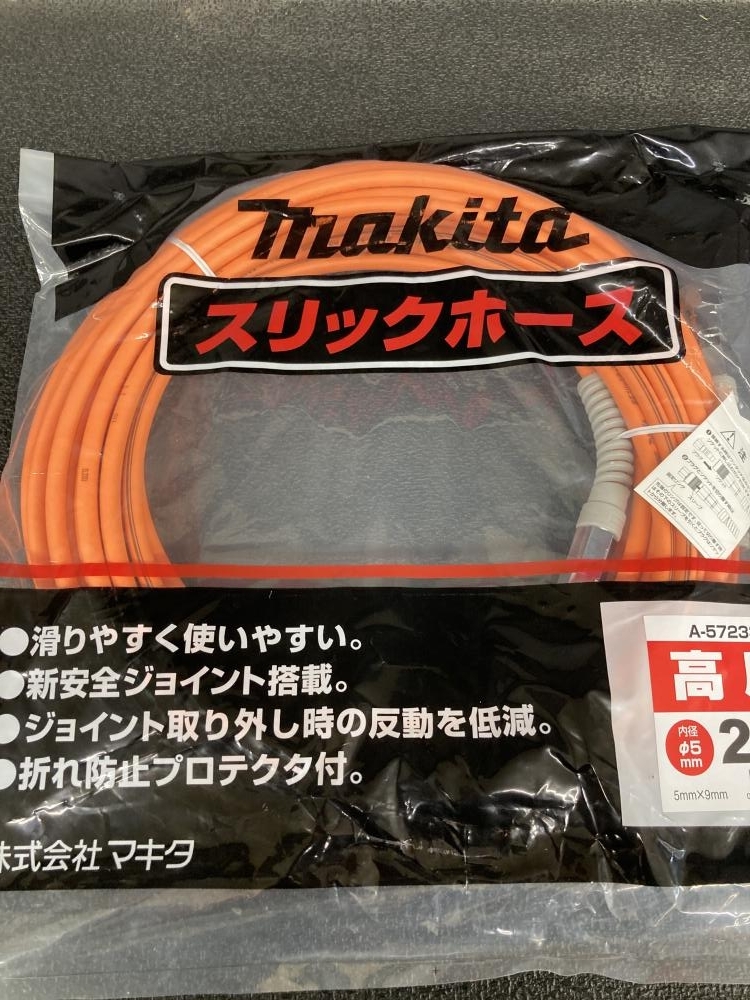 makita
スリックホース
●滑りやすく使いやすい。
●新安全ジョイント搭載。
●ジョイント取り外し時の反動を低減。
●折れ防止プロテクタ付。
株式会社マキタ
A-5723
高
内径
φ5
mm
2
5mm×9mm
注